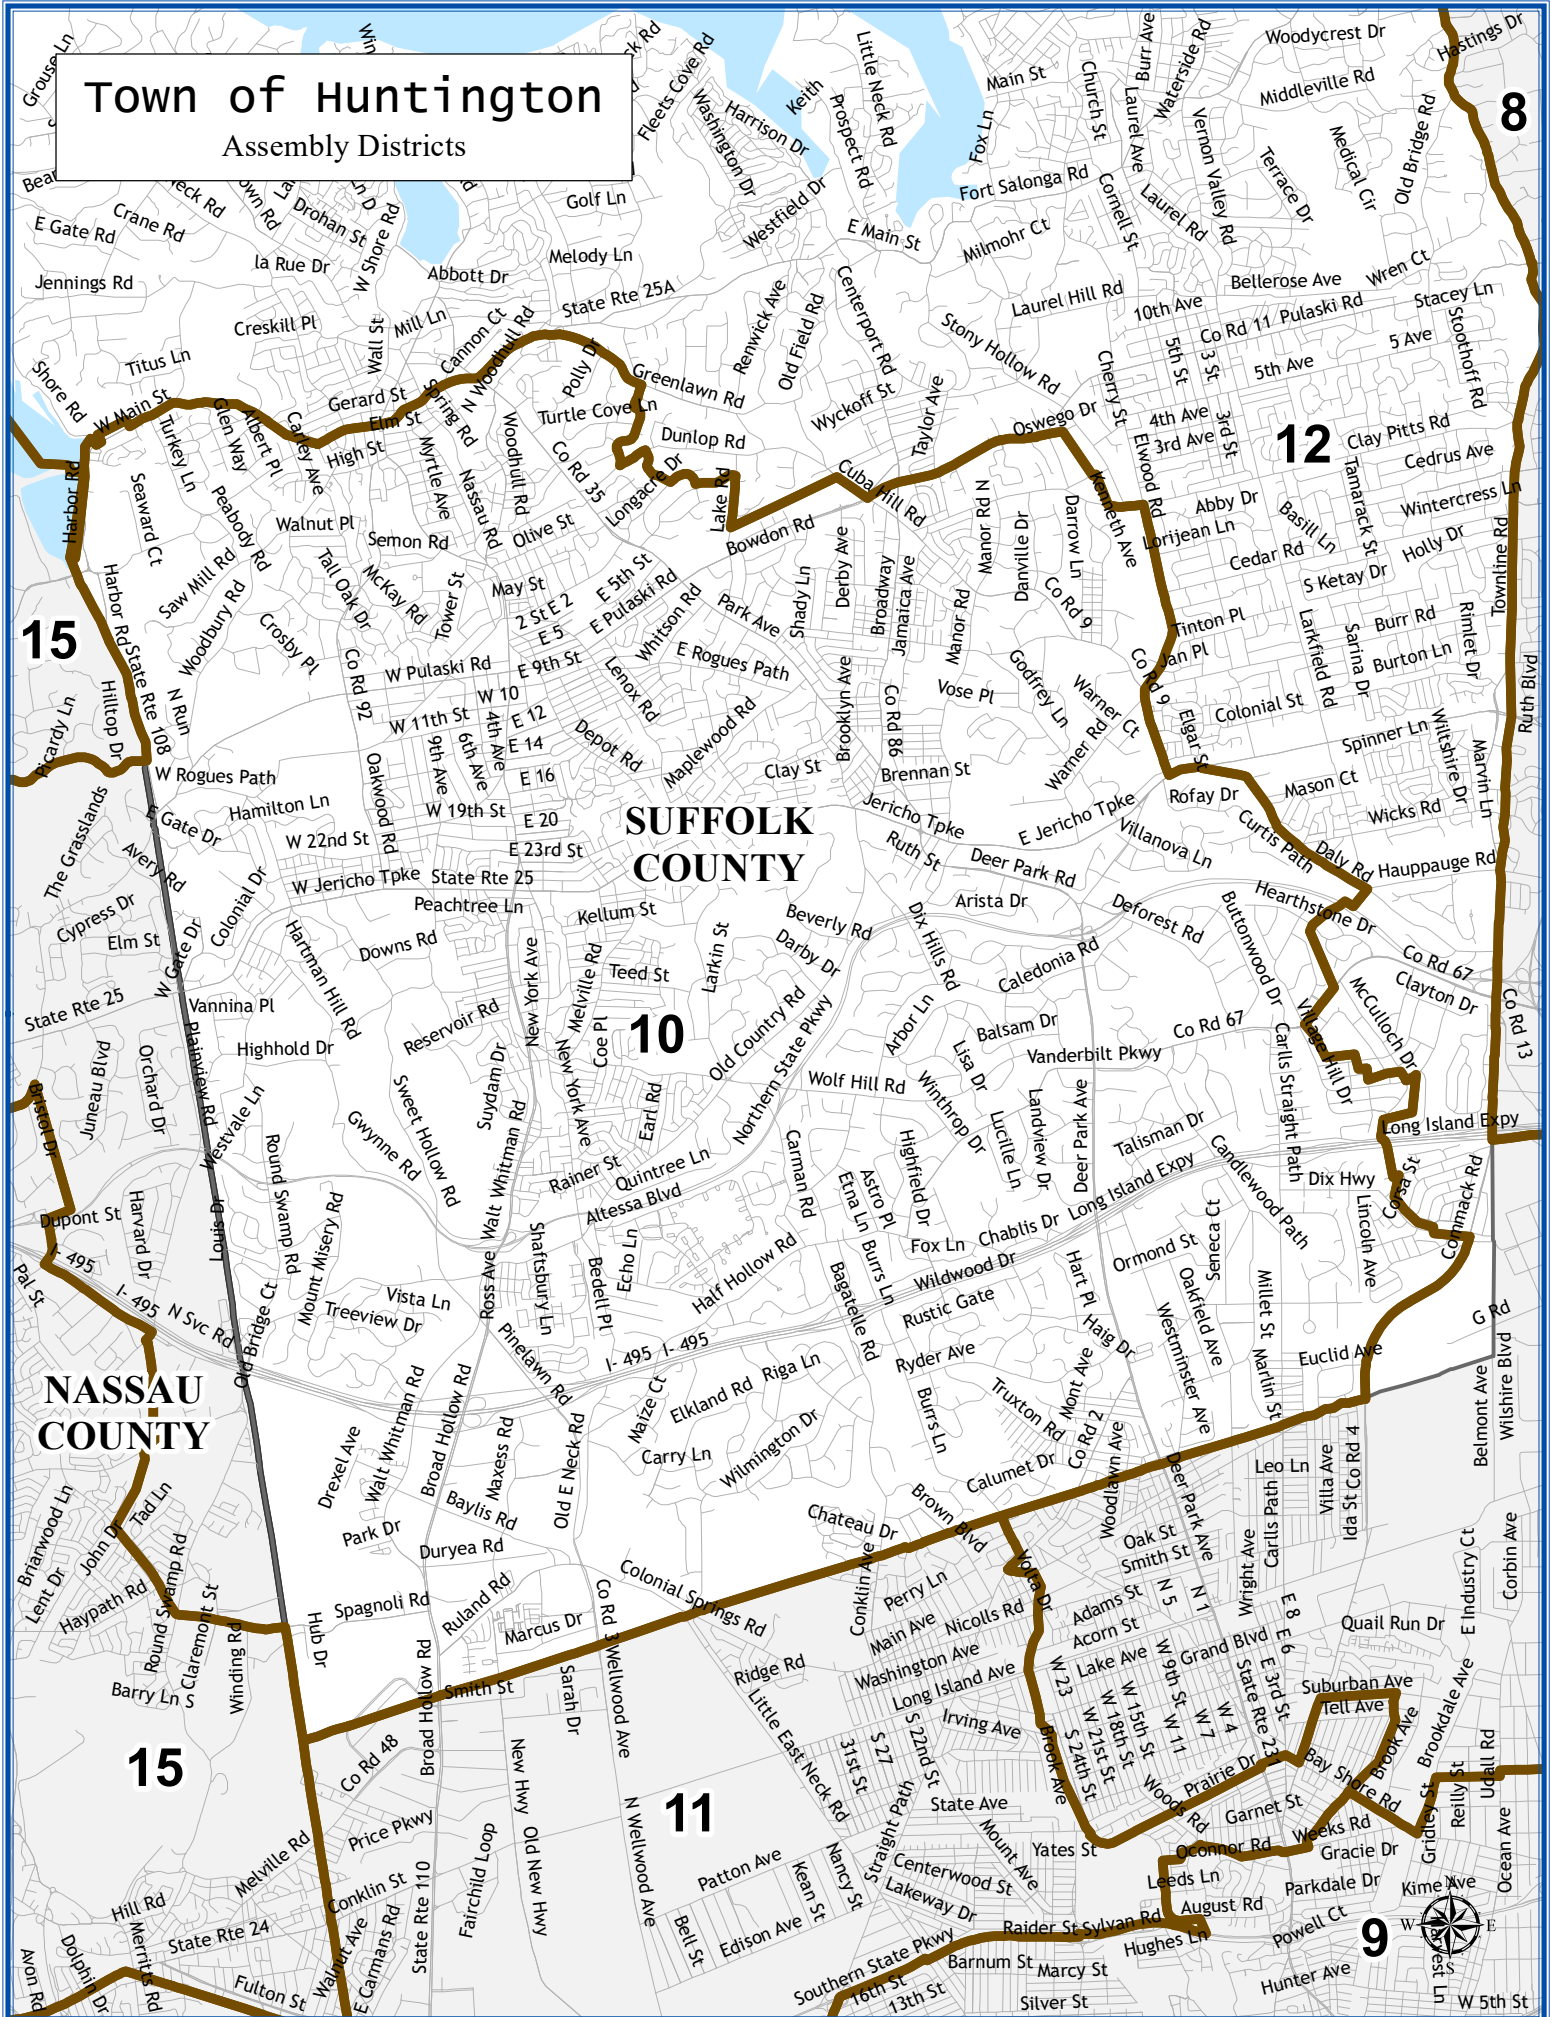 Town of Huntington
Assembly Districts
Fleets Cove Rd
Washington Dr
Harrison Dr
Keith
Prospect Rd
Little Neck Rd
Main St
Fox Ln
Church St
Burr Ave
Laurel Ave
Waterside Rd
Woodycrest Dr
Middleville Rd
Hastings Dr
8
Vernon Valley Rd
Terrace Dr
Medical Cir
Old Bridge Rd
Crane Rd
E Gate Rd
Drohan St
W Shore Rd
Golf Ln
Westfield Dr
E Main St
Fort Salonga Rd
Cornell St
Laurel Rd
Milmohr Ct
Jennings Rd
la Rue Dr
Abbott Dr
Melody Ln
State Rte 25A
Bellerose Ave
Wren Ct
Stacey Ln
Stoothoff Rd
Laurel Hill Rd
10th Ave
Co Rd 11 Pulaski Rd
5 Ave
5th Ave
Creskill Pl
Wall St
Mill Ln
Cannon Ct
N Woodhull Rd
Polly Dr
Renwick Ave
Old Field Rd
Centerport Rd
Stony Hollow Rd
Cherry St
5th St
3 St
Titus Ln
Shore Rd
W Main St
Gerard St
Elm St
Spring Rd
Greenlawn Rd
Turtle Cove Ln
Dunlop Rd
Wyckoff St
Taylor Ave
Oswego Dr
4th Ave
3rd Ave
3rd St
12
Clay Pitts Rd
Cedrus Ave
Turkey Ln
Glen Way
Albert Pl
Carley Ave
High St
Myrtle Ave
Nassau Rd
Woodhull Rd
Co Rd 35
Longacre Dr
Lake Rd
Bowdon Rd
Cuba Hill Rd
Kenneth Ave
Elwood Rd
Abby Dr
Lorijean Ln
Basill Ln
Tamarack St
Wintercress Ln
Harbor Rd
Seaward Ct
Peabody Rd
Walnut Pl
Semon Rd
Olive St
Manor Rd N
Danville Dr
Darrow Ln
Cedar Rd
Holly Dr
S Ketay Dr
Townline Rd
15
Harbor Rd
State Rte 108
Saw Mill Rd
Woodbury Rd
Tall Oak Dr
McKay Rd
Tower St
May St
2 St E 2
E 5th St
E 5
E Pulaski Rd
Whitson Rd
Park Ave
Shady Ln
Derby Ave
Broadway
Jamaica Ave
Manor Rd
Co Rd 9
Tinton Pl
Jan Pl
Co Rd 9
Larkfield Rd
Sarina Dr
Burr Rd
Burton Ln
Rimlet Dr
Ruth Blvd
Crosby Pl
Co Rd 92
W Pulaski Rd
E 9th St
Lenox Rd
E Rogues Path
Vose Pl
Godfrey Ln
Warner Ct
Warner Rd
Elgar St
Colonial St
Spinner Ln
Wiltshire Dr
Marvin Ln
Picardy Ln
Hilltop Dr
N Run
W 10
W 11th St
4th Ave
E 12
E 14
9th Ave
6th Ave
E 16
Depot Rd
Maplewood Rd
Clay St
Brooklyn Ave
Co Rd 86
Brennan St
W Rogues Path
Hamilton Ln
Oakwood Rd
W 19th St
E 20
SUFFOLK
COUNTY
Jericho Tpke
E Jericho Tpke
Rofay Dr
Mason Ct
Wicks Rd
The Grasslands
E Gate Dr
Avery Rd
W 22nd St
E 23rd St
Ruth St
Deer Park Rd
Villanova Ln
Curtis Path
Daly Rd
Hauppauge Rd
Cypress Dr
Colonial Dr
W Jericho Tpke
State Rte 25
Peachtree Ln
Kellum St
Arista Dr
Deforest Rd
Hearthstone Dr
Elm St
W Gate Dr
Hartman Hill Rd
Downs Rd
New York Ave
Melville Rd
Teed St
Larkin St
Beverly Rd
Darby Dr
Dix Hills Rd
Caledonia Rd
Buttonwood Dr
Co Rd 67
Clayton Dr
State Rte 25
Vannina Pl
Plainview Rd
Highhold Dr
Reservoir Rd
Coe Pl
10
Old Country Rd
Northern State Pkwy
Arbor Ln
Balsam Dr
Vanderbilt Pkwy
Co Rd 67
Village Hill Dr
McCulloch Dr
Co Rd 13
Juneau Blvd
Orchard Dr
Bristol Dr
Westvale Ln
Gwynne Rd
Sweet Hollow Rd
Suydam Dr
New York Ave
Earl Rd
Wolf Hill Rd
Winthrop Dr
Lisa Dr
Lucille Ln
Landview Dr
Deer Park Ave
Talisman Dr
Carlls Straight Path
Long Island Expy
Round Swamp Rd
Walt Whitman Rd
Rainer St
Quintree Ln
Altessa Blvd
Carman Rd
Etna Ln
Astro Pl
Highfield Dr
Long Island Expy
Candlewood Path
Dix Hwy
Corsa St
Commack Rd
Dupont St
Harvard Dr
Lois Dr
Mount Misery Rd
Shaftsbury Ln
Bedell Pl
Echo Ln
Half Hollow Rd
Burrs Ln
Fox Ln
Chablis Dr
Wildwood Dr
Ormond St
Seneca Ct
Lincoln Ave
I- 495
I- 495
N Svc Rd
Pal St
Old Bridge Ct
Vista Ln
Treeview Dr
Ross Ave
Pinelawn Rd
I- 495
I- 495
Bagatelle Rd
Rustic Gate
Hart Pl
Haig Dr
Oakfield Ave
Westminster Ave
Millet St
Marlin St
Euclid Ave
G Rd
NASSAU
COUNTY
Walt Whitman Rd
Broad Hollow Rd
Maize Ct
Elkland Rd
Riga Ln
Ryder Ave
Burrs Ln
Truxton Rd
Mont Ave
Co Rd 2
Belmont Ave
Wilshire Blvd
Drexel Ave
Naxess Rd
Old E Neck Rd
Carry Ln
Wilmington Dr
Calumet Dr
Woodlawn Ave
Deer Park Ave
Leo Ln
Villa Ave
Ida St
Co Rd 4
Briarwood Ln
Tad Ln
John Dr
Lent Dr
Haypath Rd
Round Swamp Rd
Claremont St
Winding Rd
Barry Ln S
Park Dr
Baylis Rd
Duryea Rd
Chateau Dr
Brown Blvd
Conklin Ave
Oak St
Smith St
Wright Ave
Carlls Path
E Industry Ct
Corbin Ave
Hub Dr
Spagnoli Rd
Ruland Rd
Marcus Dr
Co Rd 3
Colonial Springs Rd
Perry Ln
Main Ave
Nicolls Rd
Volta Dr
Adams St
Acorn St
N 5
N 1
E 8
E 6
Quail Run Dr
Broad Hollow Rd
Smith St
Sarah Dr
Wellwood Ave
Ridge Rd
Washington Ave
Long Island Ave
W 23
Lake Ave
W 9th St
Grand Blvd
E 3rd St
State Rte 231
Suburban Ave
Tell Ave
Brookdale Ave
15
Co Rd 48
Little East Neck Rd
Irving Ave
S 22nd St
S 27
31st St
Brook Ave
S 24th St
W 21st St
W 18th St
W 15th St
W 11
W 7
W 4
Prairie Dr
Woods Rd
Bay Shore Rd
Brook Ave
Udall Rd
Reilly St
Gridley St
Price Pkwy
New Hwy
Old New Hwy
N Wellwood Ave
11
Straight Path
State Ave
Mount Ave
Yates St
Garnet St
Oconnor Rd
Weeks Rd
Gracie Dr
Ocean Ave
Melville Rd
Conklin St
State Rte 110
Fairchild Loop
Patton Ave
Kean St
Nancy St
Centerwood St
Lakeway Dr
Leeds Ln
August Rd
Parkdale Dr
Kime Ave
Hill Rd
Merritts Rd
State Rte 24
Walnut Ave
E Carmans Rd
Bell St
Edison Ave
Southern State Pkwy
Raider St
Sylvan Rd
Hughes Ln
Powell Ct
9
N
W
E
S
Avon Rd
Dolphin Dr
Fulton St
16th St
13th St
Barnum St
Marcy St
Silver St
Hunter Ave
W 5th St